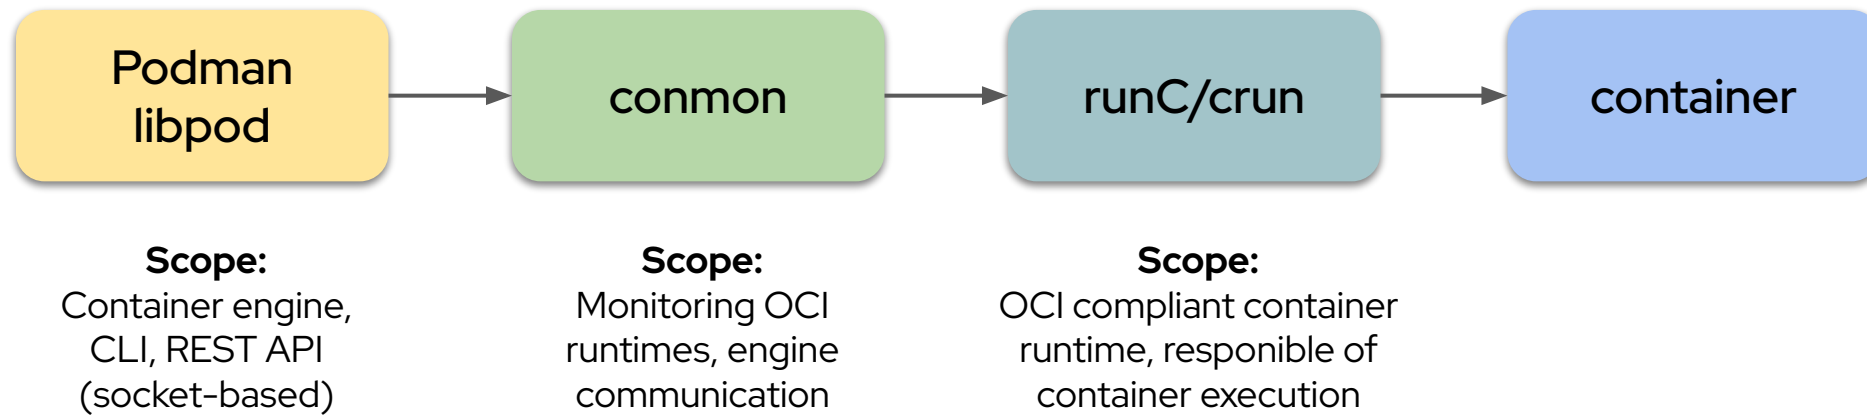 Podman
libpod
conmon
runC/crun
container
Scope:
Container engine,
CLI, REST API
(socket-based)
Scope:
Monitoring OCI
runtimes, engine
communication
Scope:
OCI compliant container
runtime, responible of
container execution